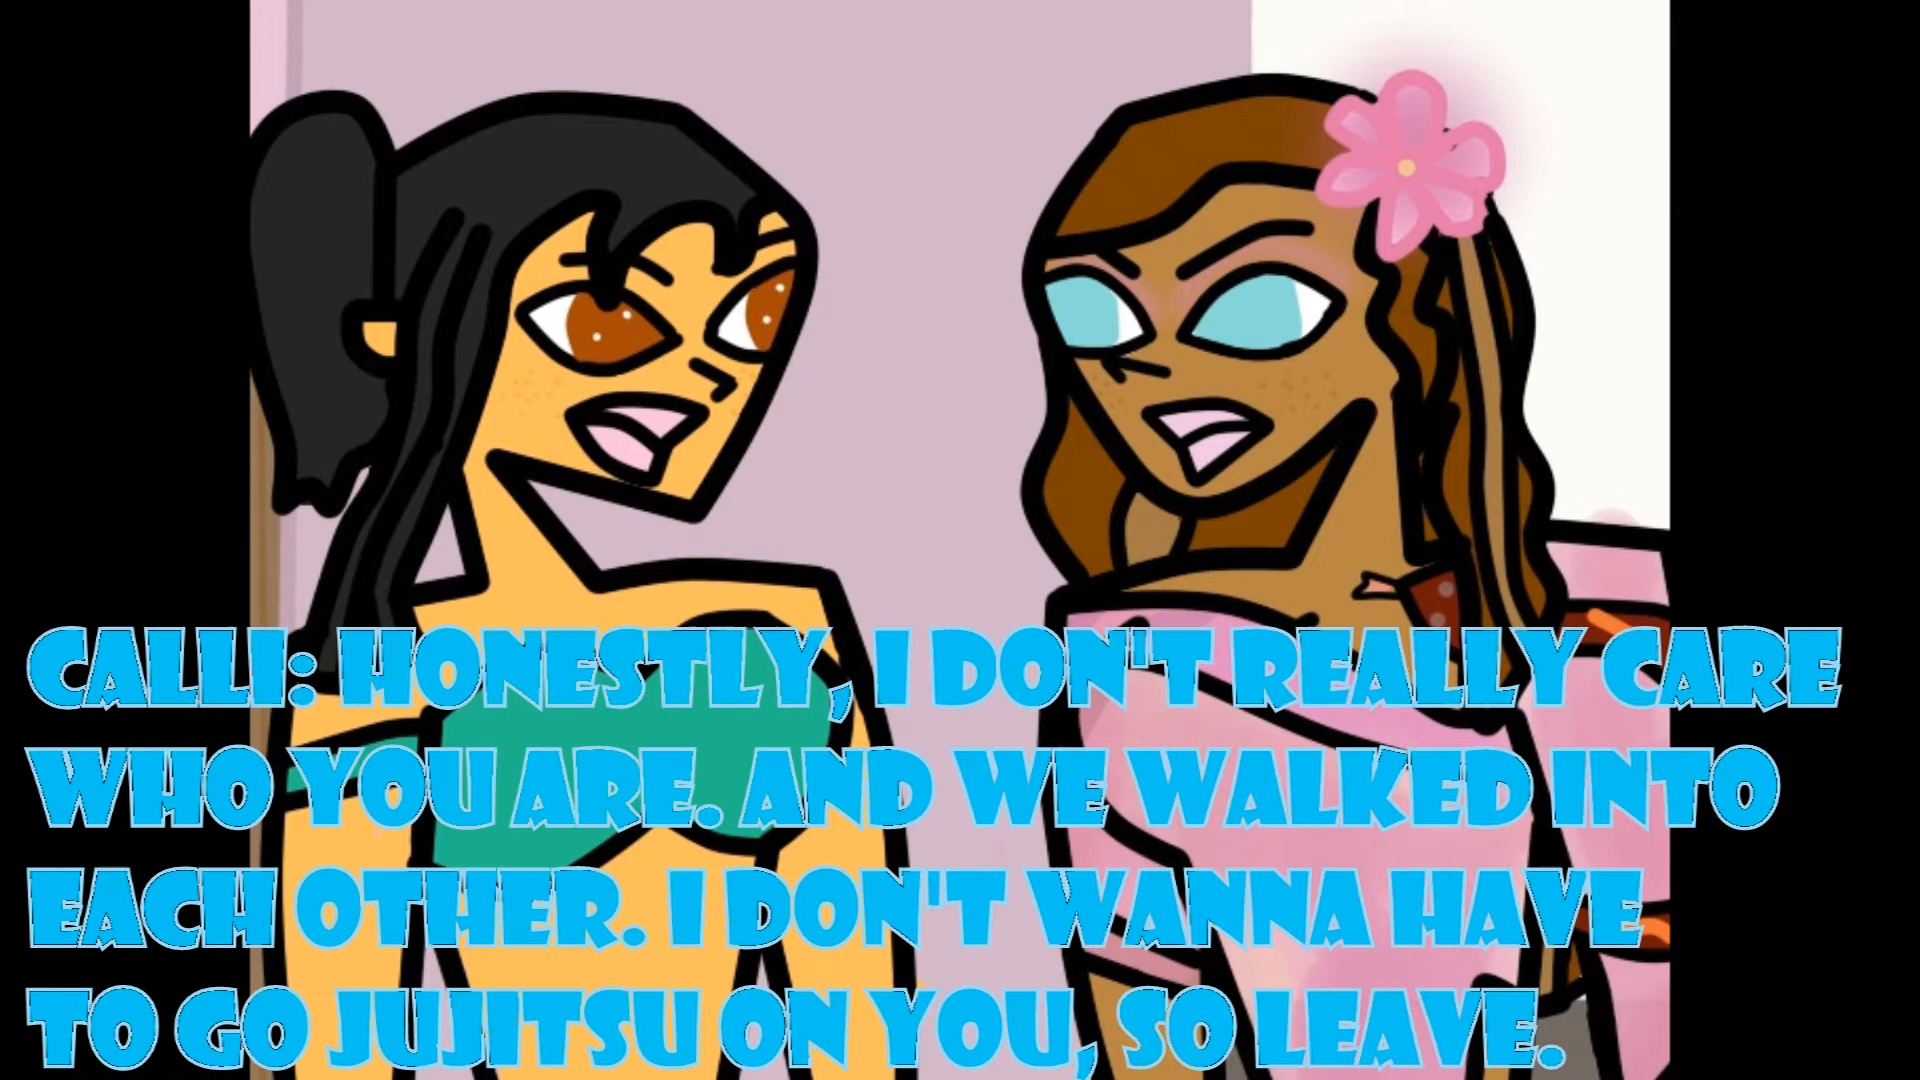 CALLI: HONESTLY, I DON'T REALLY CARE
WHO YOU ARE. AND WE WALKED INTO
EACH OTHER. I DON'T WANNA HAVE
TO GO JUJITSU ON YOU, SO LEAVE.